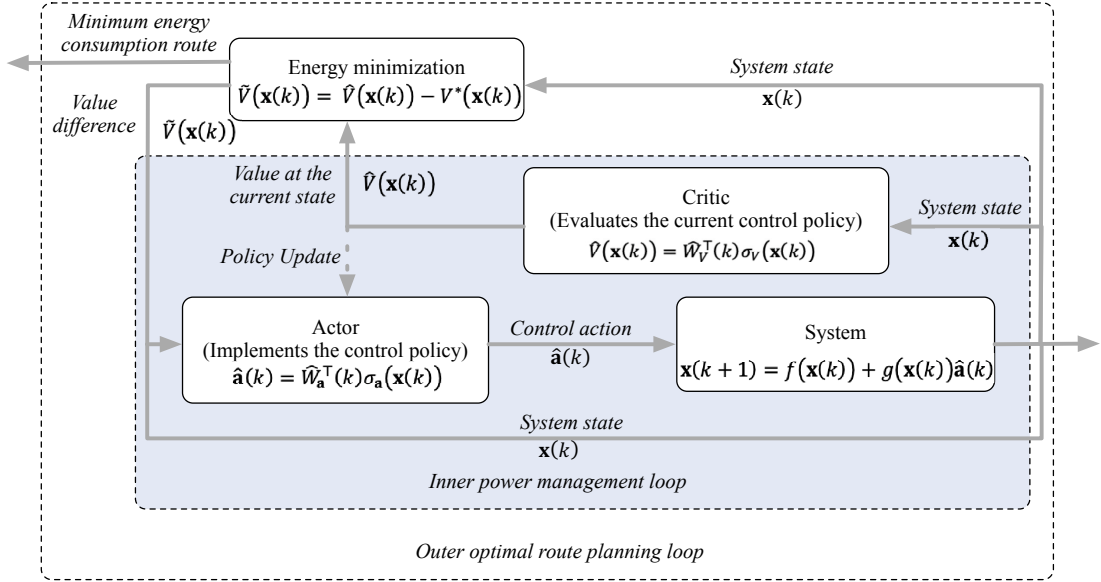 Minimum energy
consumption route
Energy minimization
Ṽ(𝐱(k)) = V̂(𝐱(k)) − V*(𝐱(k))
System state
𝐱(k)
Value
difference
Ṽ(𝐱(k))
Value at the
current state
V̂(𝐱(k))
Critic
(Evaluates the current control policy)
V̂(𝐱(k)) = Ŵ_V^⊤(k)σ_V(𝐱(k))
System state
𝐱(k)
Policy Update
Actor
(Implements the control policy)
𝐚̂(k) = Ŵ_𝐚^⊤(k)σ_𝐚(𝐱(k))
Control action
𝐚̂(k)
System
𝐱(k + 1) = f(𝐱(k)) + g(𝐱(k))𝐚̂(k)
System state
𝐱(k)
Inner power management loop
Outer optimal route planning loop